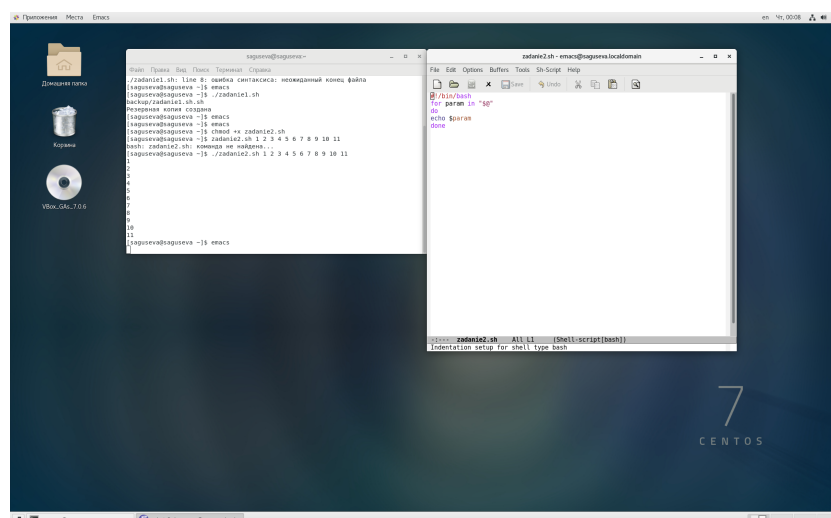 Приложения Места Emacs
en Чт, 00:08
Домашняя папка
Корзина
VBox_GAs_7.0.6
saguseva@saguseva:~
Файл Правка Вид Поиск Терминал Справка
./zadanie1.sh: line 8: ошибка синтаксиса: неожиданный конец файла
[saguseva@saguseva ~]$ emacs
[saguseva@saguseva ~]$ ./zadanie1.sh
backup/zadanie1.sh.sh
Резервная копия создана
[saguseva@saguseva ~]$ emacs
[saguseva@saguseva ~]$ emacs
[saguseva@saguseva ~]$ chmod +x zadanie2.sh
[saguseva@saguseva ~]$ zadanie2.sh 1 2 3 4 5 6 7 8 9 10 11
bash: zadanie2.sh: команда не найдена...
[saguseva@saguseva ~]$ ./zadanie2.sh 1 2 3 4 5 6 7 8 9 10 11
1
2
3
4
5
6
7
8
9
10
11
[saguseva@saguseva ~]$ emacs
zadanie2.sh - emacs@saguseva.localdomain
File Edit Options Buffers Tools Sh-Script Help
Save Undo
#!/bin/bash
for param in "$@"
do
echo $param
done
-:--- zadanie2.sh All L1 (Shell-script[bash])
Indentation setup for shell type bash
7
CENTOS